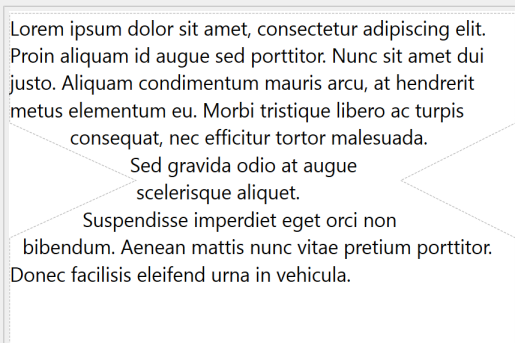 Lorem ipsum dolor sit amet, consectetur adipiscing elit.
Proin aliquam id augue sed porttitor. Nunc sit amet dui
justo. Aliquam condimentum mauris arcu, at hendrerit
metus elementum eu. Morbi tristique libero ac turpis
consequat, nec efficitur tortor malesuada.
Sed gravida odio at augue
scelerisque aliquet.
Suspendisse imperdiet eget orci non
bibendum. Aenean mattis nunc vitae pretium porttitor.
Donec facilisis eleifend urna in vehicula.